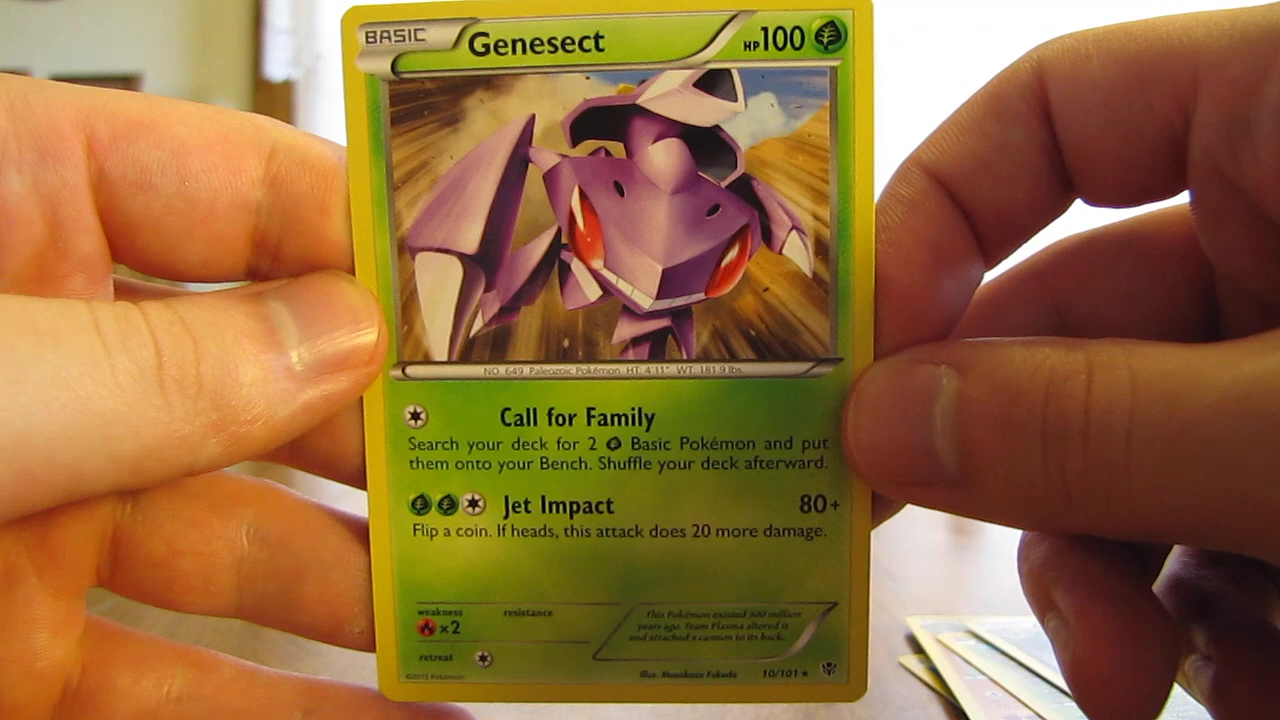 BASIC Genesect HP100
NO. 649 Paleozoic Pokémon HT: 4'11" WT: 181.9 lbs.
Call for Family
Search your deck for 2 Basic Pokémon and put
them onto your Bench. Shuffle your deck afterward.
Jet Impact 80+
Flip a coin. If heads, this attack does 20 more damage.
weakness resistance
×2
This Pokémon existed 300 million
years ago. Team Plasma altered it
and attached a cannon to its back.
retreat
©2013 Pokémon Illus. Masakazu Fukuda 10/101 ★